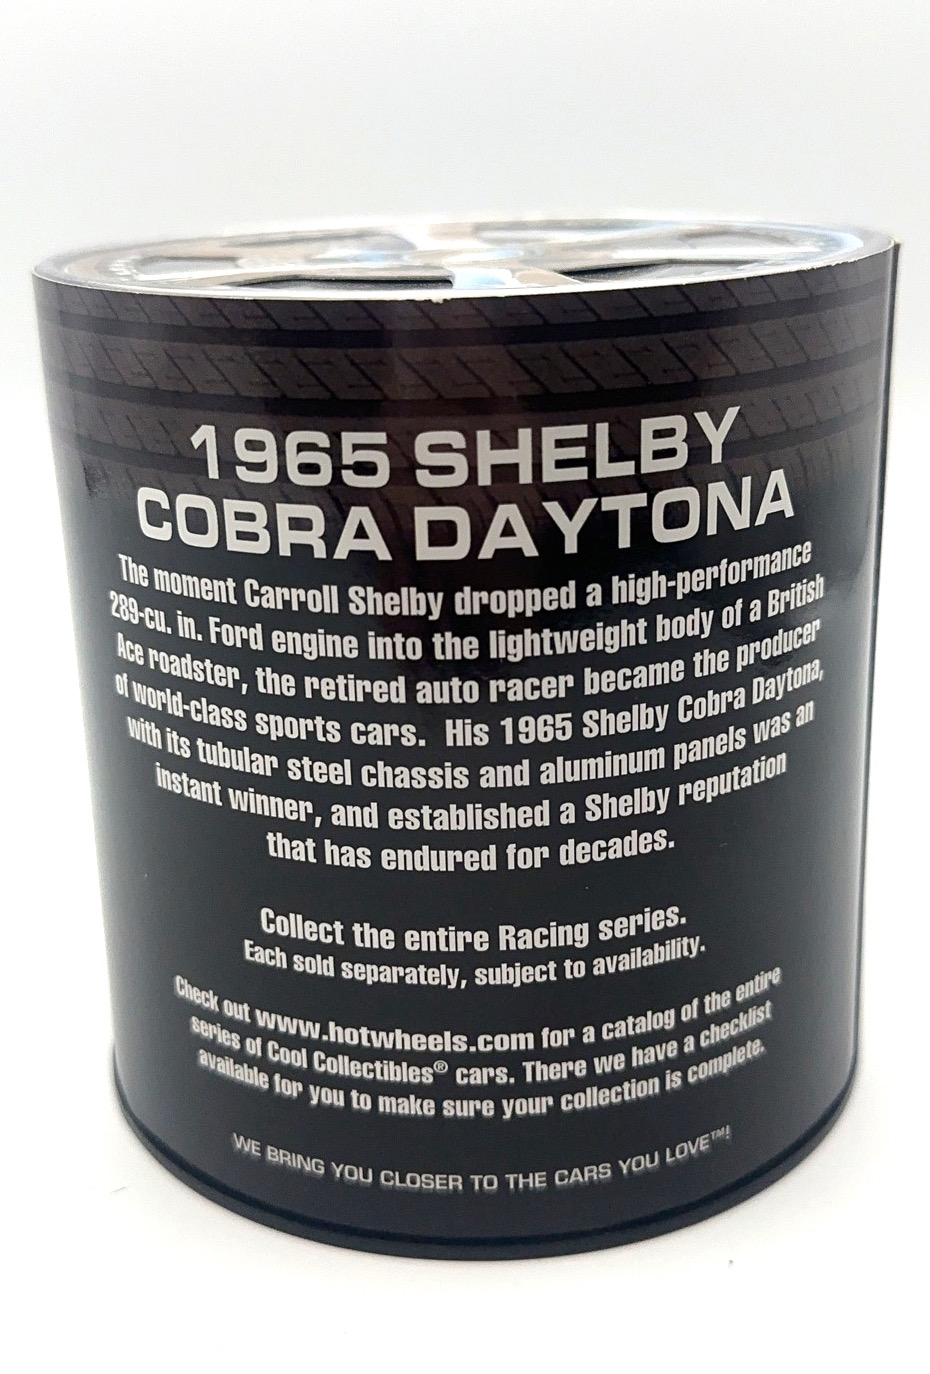 1965 SHELBY
COBRA DAYTONA
The moment Carroll Shelby dropped a high-performance
289-cu. in. Ford engine into the lightweight body of a British
Ace roadster, the retired auto racer became the producer
of world-class sports cars. His 1965 Shelby Cobra Daytona,
with its tubular steel chassis and aluminum panels was an
instant winner, and established a Shelby reputation
that has endured for decades.
Collect the entire Racing series.
Each sold separately, subject to availability.
Check out www.hotwheels.com for a catalog of the entire
series of Cool Collectibles® cars. There we have a checklist
available for you to make sure your collection is complete.
WE BRING YOU CLOSER TO THE CARS YOU LOVE™!